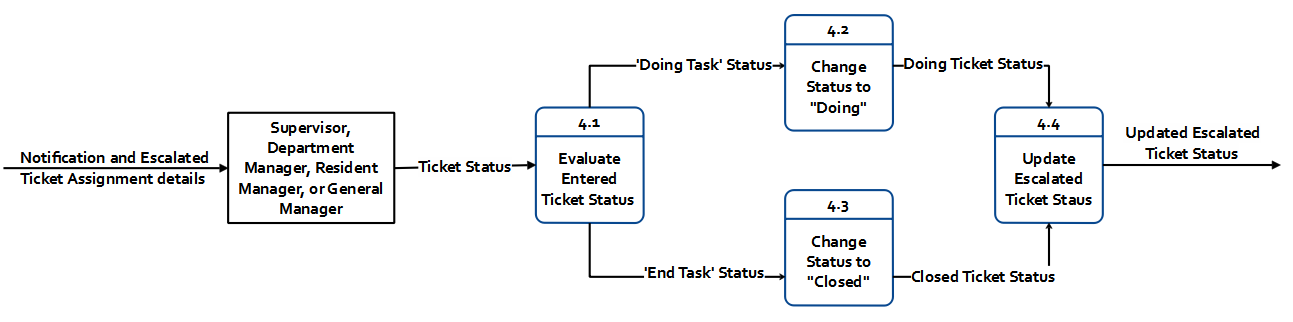 Notification and Escalated
Ticket Assignment details
Supervisor,
Department
Manager, Resident
Manager, or General
Manager
Ticket Status
4.1
Evaluate
Entered
Ticket Status
'Doing Task' Status
4.2
Change
Status to
"Doing"
Doing Ticket Status
'End Task' Status
4.3
Change
Status to
"Closed"
Closed Ticket Status
4.4
Update
Escalated
Ticket Staus
Updated Escalated
Ticket Status